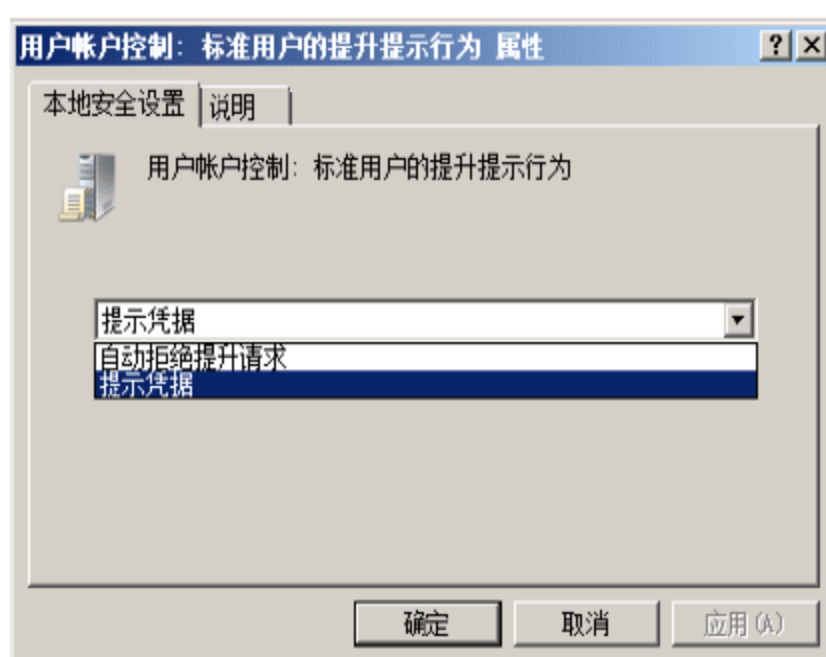 用户帐户控制: 标准用户的提升提示行为 属性
本地安全设置 说明
用户帐户控制: 标准用户的提升提示行为
提示凭据
自动拒绝提升请求
提示凭据
确定 取消 应用(A)